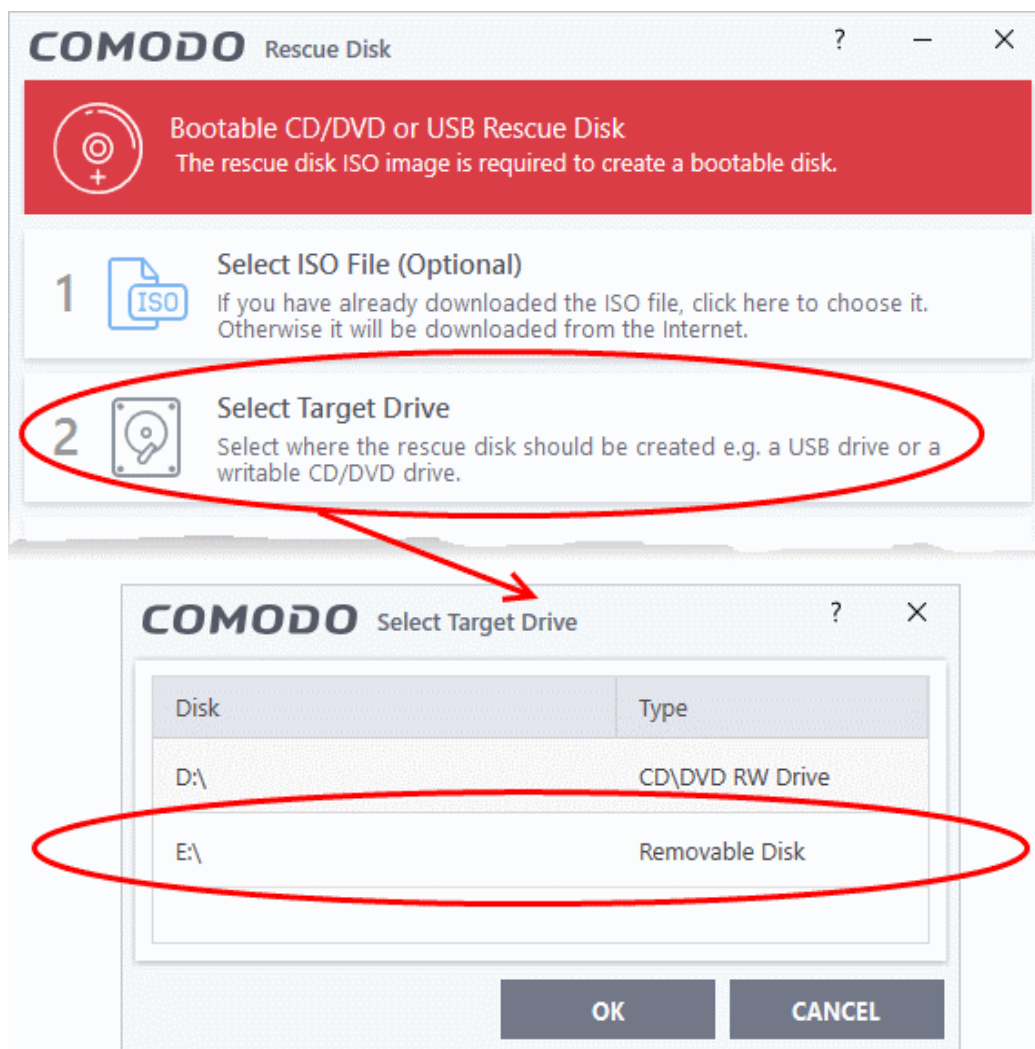 COMODO Rescue Disk ?
Bootable CD/DVD or USB Rescue Disk
The rescue disk ISO image is required to create a bootable disk.
1 ISO Select ISO File (Optional)
If you have already downloaded the ISO file, click here to choose it.
Otherwise it will be downloaded from the Internet.
2 Select Target Drive
Select where the rescue disk should be created e.g. a USB drive or a
writable CD/DVD drive.
COMODO Select Target Drive ?
Disk Type
D:\ CD\DVD RW Drive
E:\ Removable Disk
OK CANCEL